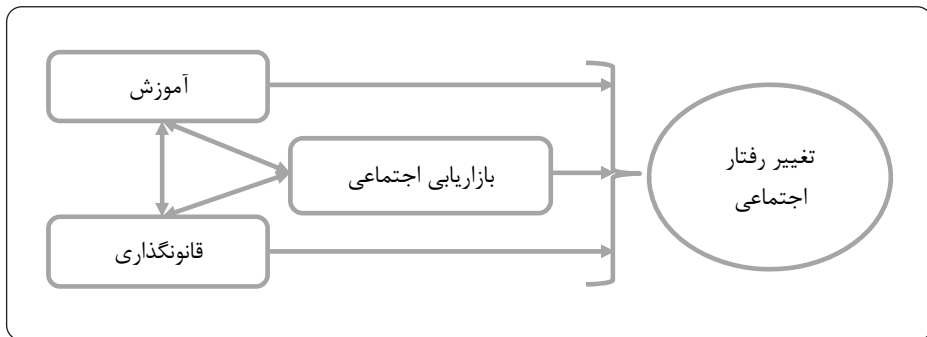 آموزش
بازاریابی اجتماعی
قانونگذاری
تغییر رفتار
اجتماعی